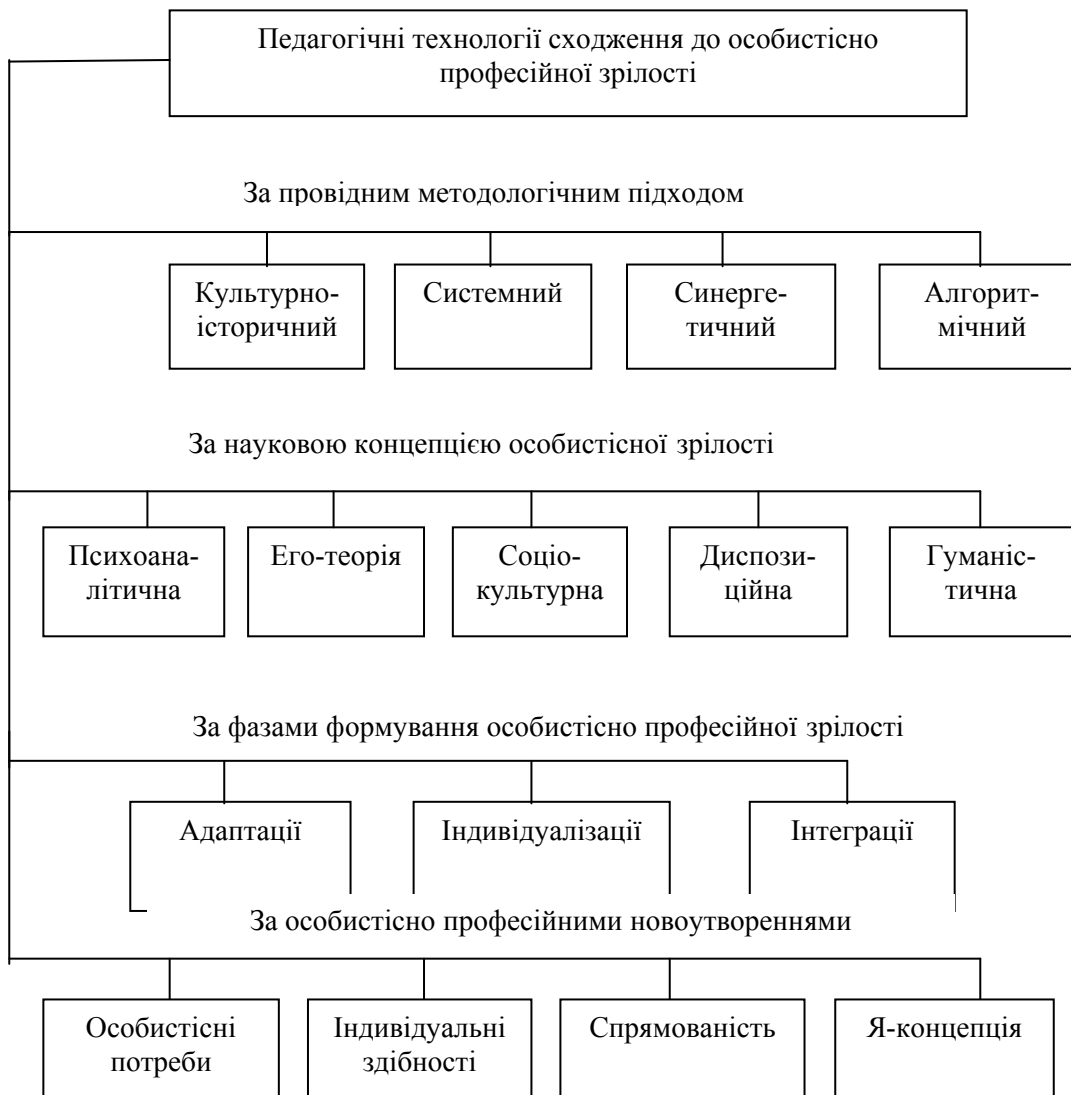 Педагогічні технології сходження до особистісно
професійної зрілості
За провідним методологічним підходом
Культурно-
історичний
Системний
Синерге-
тичний
Алгорит-
мічний
За науковою концепцією особистісної зрілості
Психоана-
літична
Его-теорія
Соціо-
культурна
Диспози-
ційна
Гуманіс-
тична
За фазами формування особистісно професійної зрілості
Адаптації
Індивідуалізації
Інтеграції
За особистісно професійними новоутвореннями
Особистісні
потреби
Індивідуальні
здібності
Спрямованість
Я-концепція